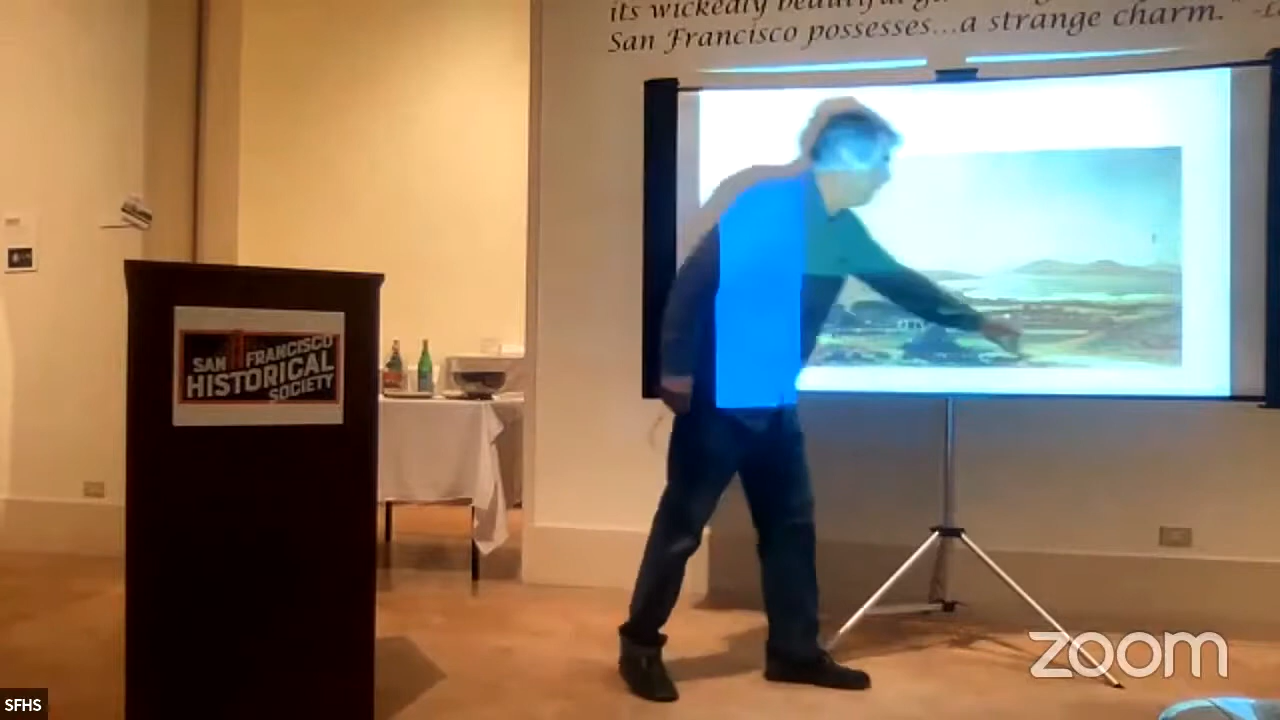 its wickedly beautiful
San Francisco possesses...a strange charm."
SAN FRANCISCO
HISTORICAL
SOCIETY
zoom
SFHS